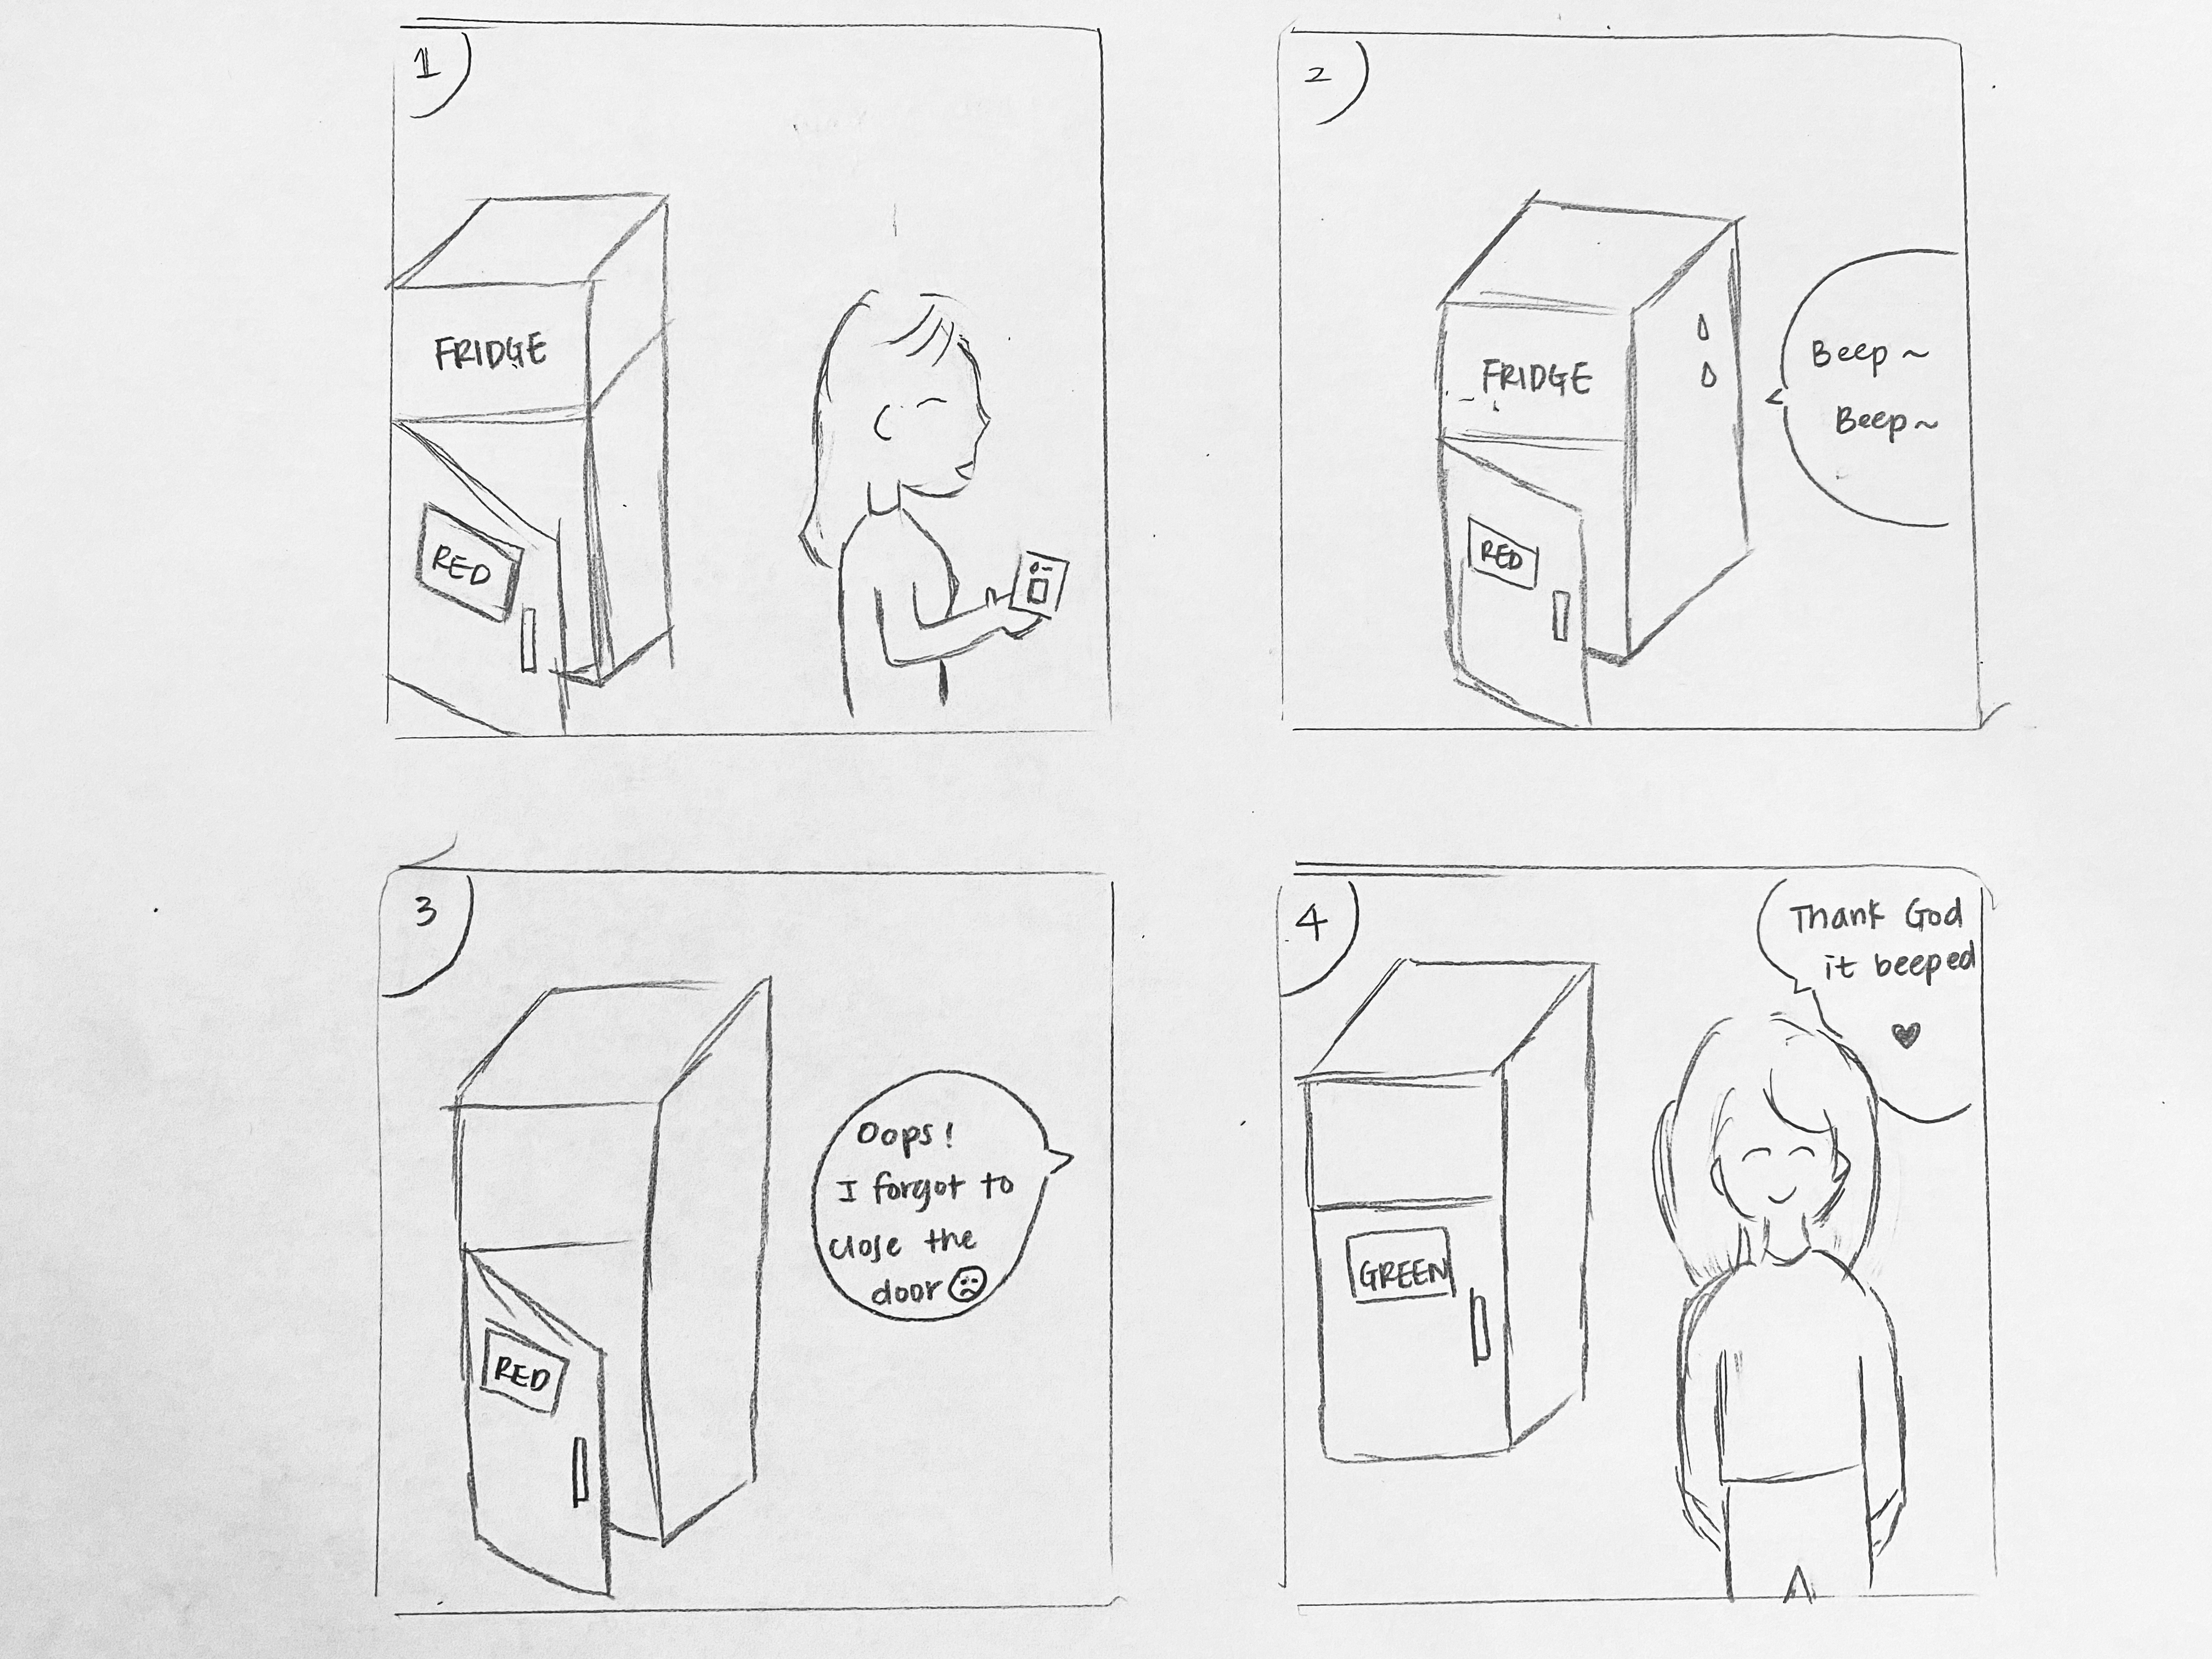 1
FRIDGE
RED
2
FRIDGE
Beep~
Beep~
RED
3
Oops!
I forgot to
close the
door☹
RED
4
Thank God
it beeped
♥
GREEN